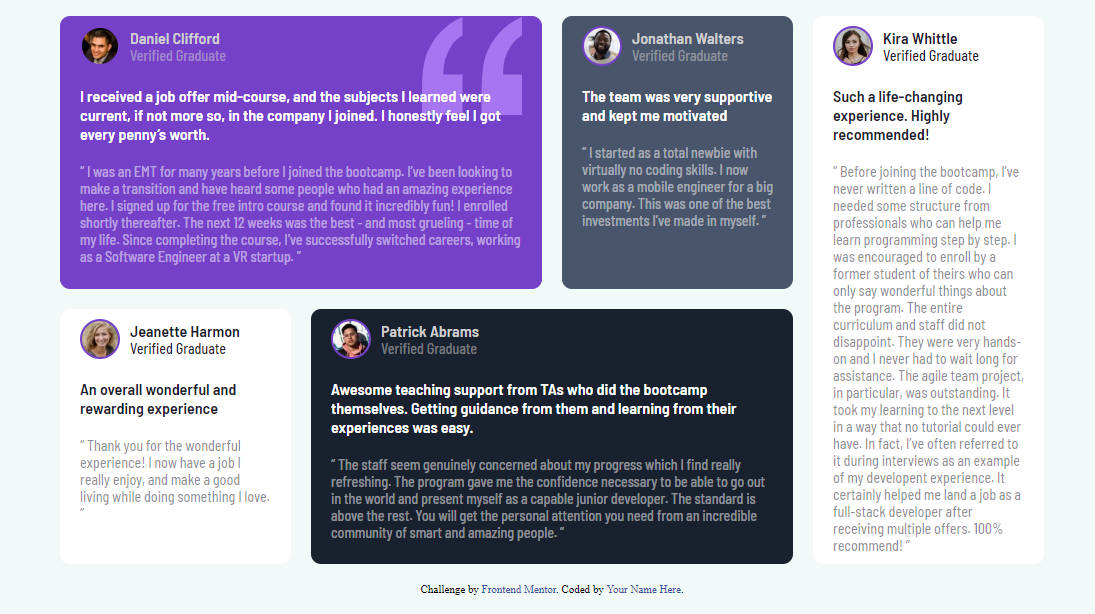 Daniel Clifford
Verified Graduate
I received a job offer mid-course, and the subjects I learned were
current, if not more so, in the company I joined. I honestly feel I got
every penny’s worth.
“ I was an EMT for many years before I joined the bootcamp. I’ve been looking to
make a transition and have heard some people who had an amazing experience
here. I signed up for the free intro course and found it incredibly fun! I enrolled
shortly thereafter. The next 12 weeks was the best - and most grueling - time of
my life. Since completing the course, I’ve successfully switched careers, working
as a Software Engineer at a VR startup. ”
Jonathan Walters
Verified Graduate
The team was very supportive
and kept me motivated
“ I started as a total newbie with
virtually no coding skills. I now
work as a mobile engineer for a big
company. This was one of the best
investments I’ve made in myself. ”
Kira Whittle
Verified Graduate
Such a life-changing
experience. Highly
recommended!
“ Before joining the bootcamp, I’ve
never written a line of code. I
needed some structure from
professionals who can help me
learn programming step by step. I
was encouraged to enroll by a
former student of theirs who can
only say wonderful things about
the program. The entire
curriculum and staff did not
disappoint. They were very hands-
on and I never had to wait long for
assistance. The agile team project,
in particular, was outstanding. It
took my learning to the next level
in a way that no tutorial could ever
have. In fact, I’ve often referred to
it during interviews as an example
of my developent experience. It
certainly helped me land a job as a
full-stack developer after
receiving multiple offers. 100%
recommend! ”
Jeanette Harmon
Verified Graduate
An overall wonderful and
rewarding experience
“ Thank you for the wonderful
experience! I now have a job I
really enjoy, and make a good
living while doing something I love.
”
Patrick Abrams
Verified Graduate
Awesome teaching support from TAs who did the bootcamp
themselves. Getting guidance from them and learning from their
experiences was easy.
“ The staff seem genuinely concerned about my progress which I find really
refreshing. The program gave me the confidence necessary to be able to go out
in the world and present myself as a capable junior developer. The standard is
above the rest. You will get the personal attention you need from an incredible
community of smart and amazing people. ”
Challenge by Frontend Mentor. Coded by Your Name Here.